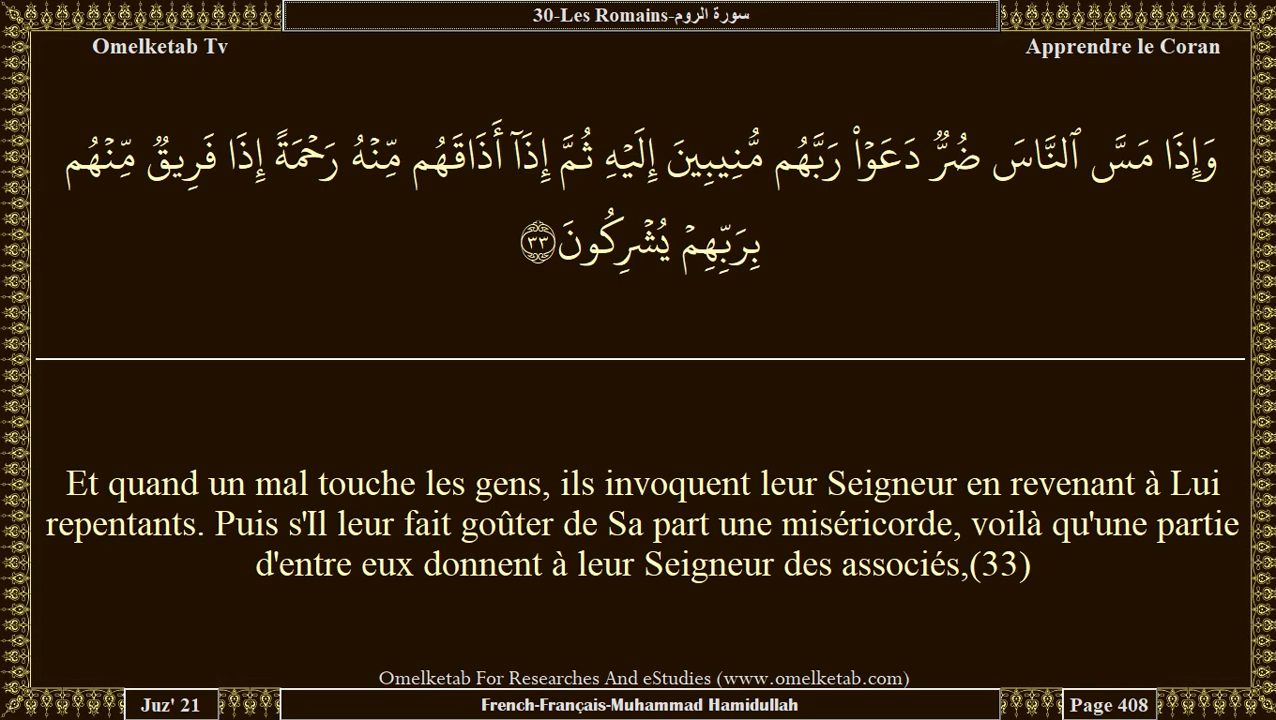 30-Les Romains-سورة الروم
Omelketab Tv
Apprendre le Coran
وَإِذَا مَسَّ ٱلنَّاسَ ضُرٌّ دَعَوْا۟ رَبَّهُم مُّنِيبِينَ إِلَيْهِ ثُمَّ إِذَآ أَذَاقَهُم مِّنْهُ رَحْمَةً إِذَا فَرِيقٌ مِّنْهُم
بِرَبِّهِمْ يُشْرِكُونَ ٣٣
Et quand un mal touche les gens, ils invoquent leur Seigneur en revenant à Lui
repentants. Puis s'Il leur fait goûter de Sa part une miséricorde, voilà qu'une partie
d'entre eux donnent à leur Seigneur des associés,(33)
Omelketab For Researches And eStudies (www.omelketab.com)
Juz' 21
French-Français-Muhammad Hamidullah
Page 408